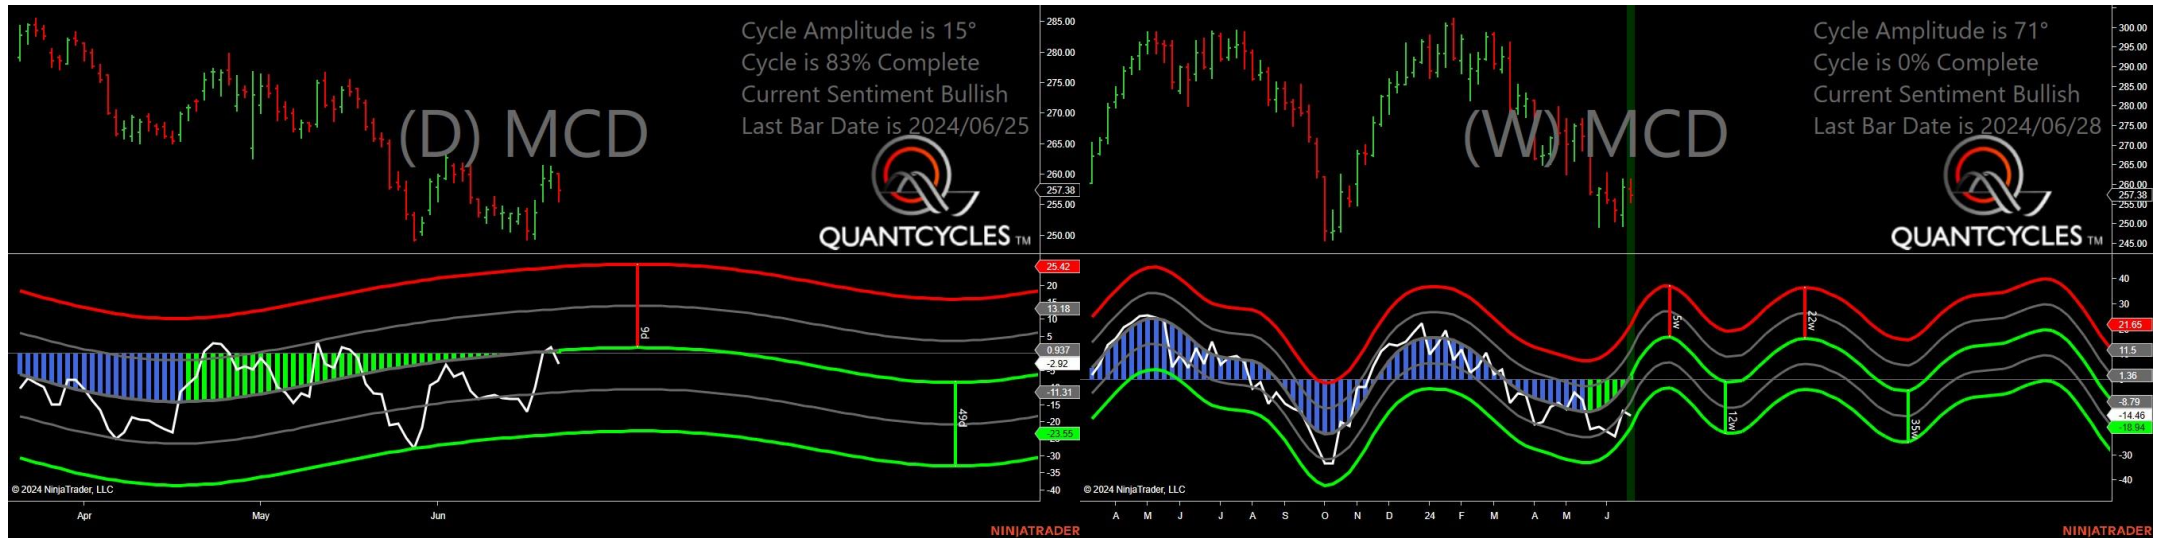 Cycle Amplitude is 15°
Cycle is 83% Complete
Current Sentiment Bullish
Last Bar Date is 2024/06/25
(D) MCD
QUANTCYCLES TM
285.00
280.00
275.00
270.00
265.00
260.00
257.38
255.00
250.00
25.42
20
15
13.18
10
5
0.937
-2.92
-11.31
-15
-20
-23.55
-30
-35
-40
9d
49d
© 2024 NinjaTrader, LLC
Apr
May
Jun
NINJATRADER
Cycle Amplitude is 71°
Cycle is 0% Complete
Current Sentiment Bullish
Last Bar Date is 2024/06/28
(W) MCD
QUANTCYCLES TM
300.00
295.00
290.00
285.00
280.00
275.00
270.00
265.00
260.00
257.38
255.00
250.00
245.00
40
30
21.65
11.5
1.36
-8.79
-14.46
-18.94
-30
-40
5w
22w
12w
35w
© 2024 NinjaTrader, LLC
A M J J A S O N D 24 F M A M J
NINJATRADER